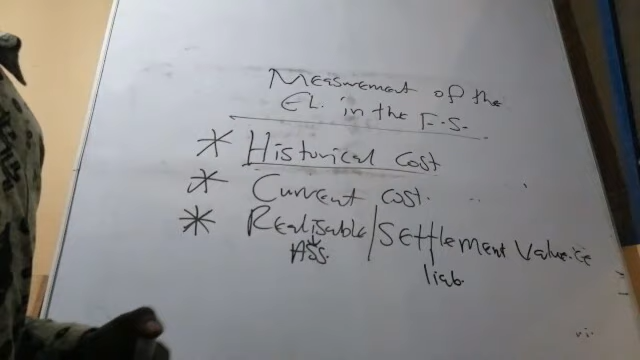 Measurement of the
EL. in the F.S.
* Historical Cost
* Current cost.
* Realisable/Settlement Value
Ass.
liab.